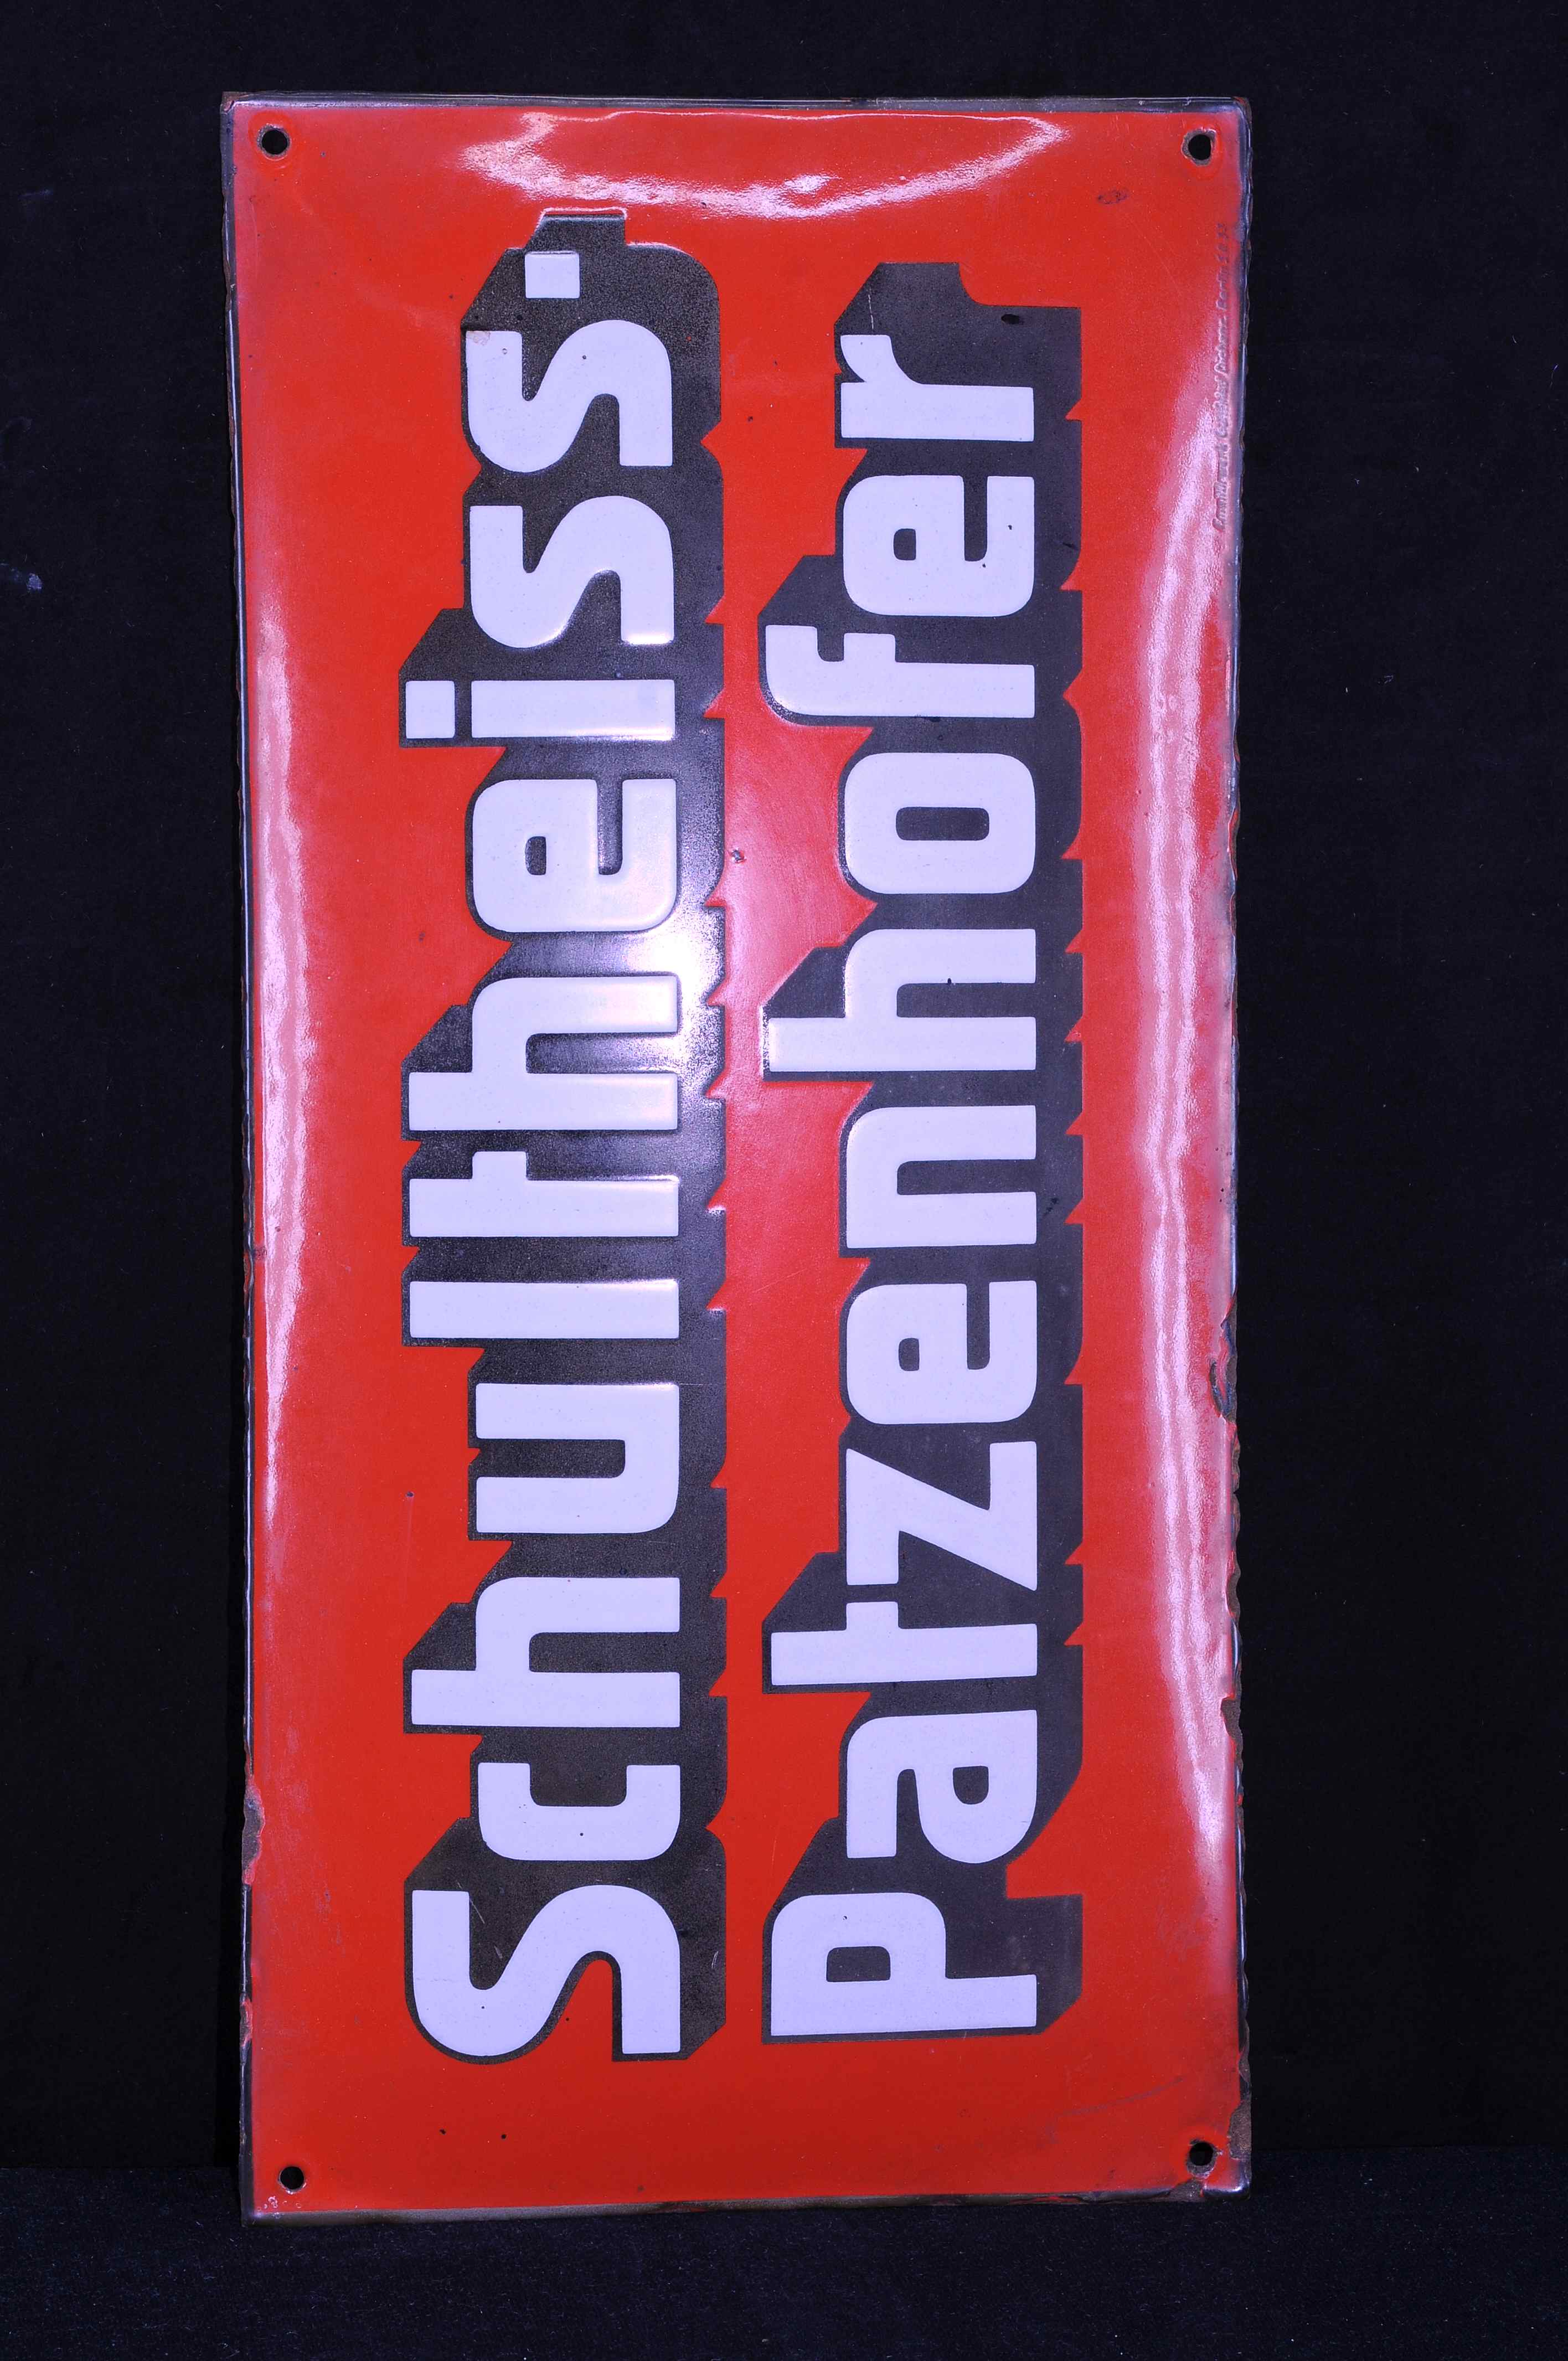 Schultheiss-
Patzenhofer